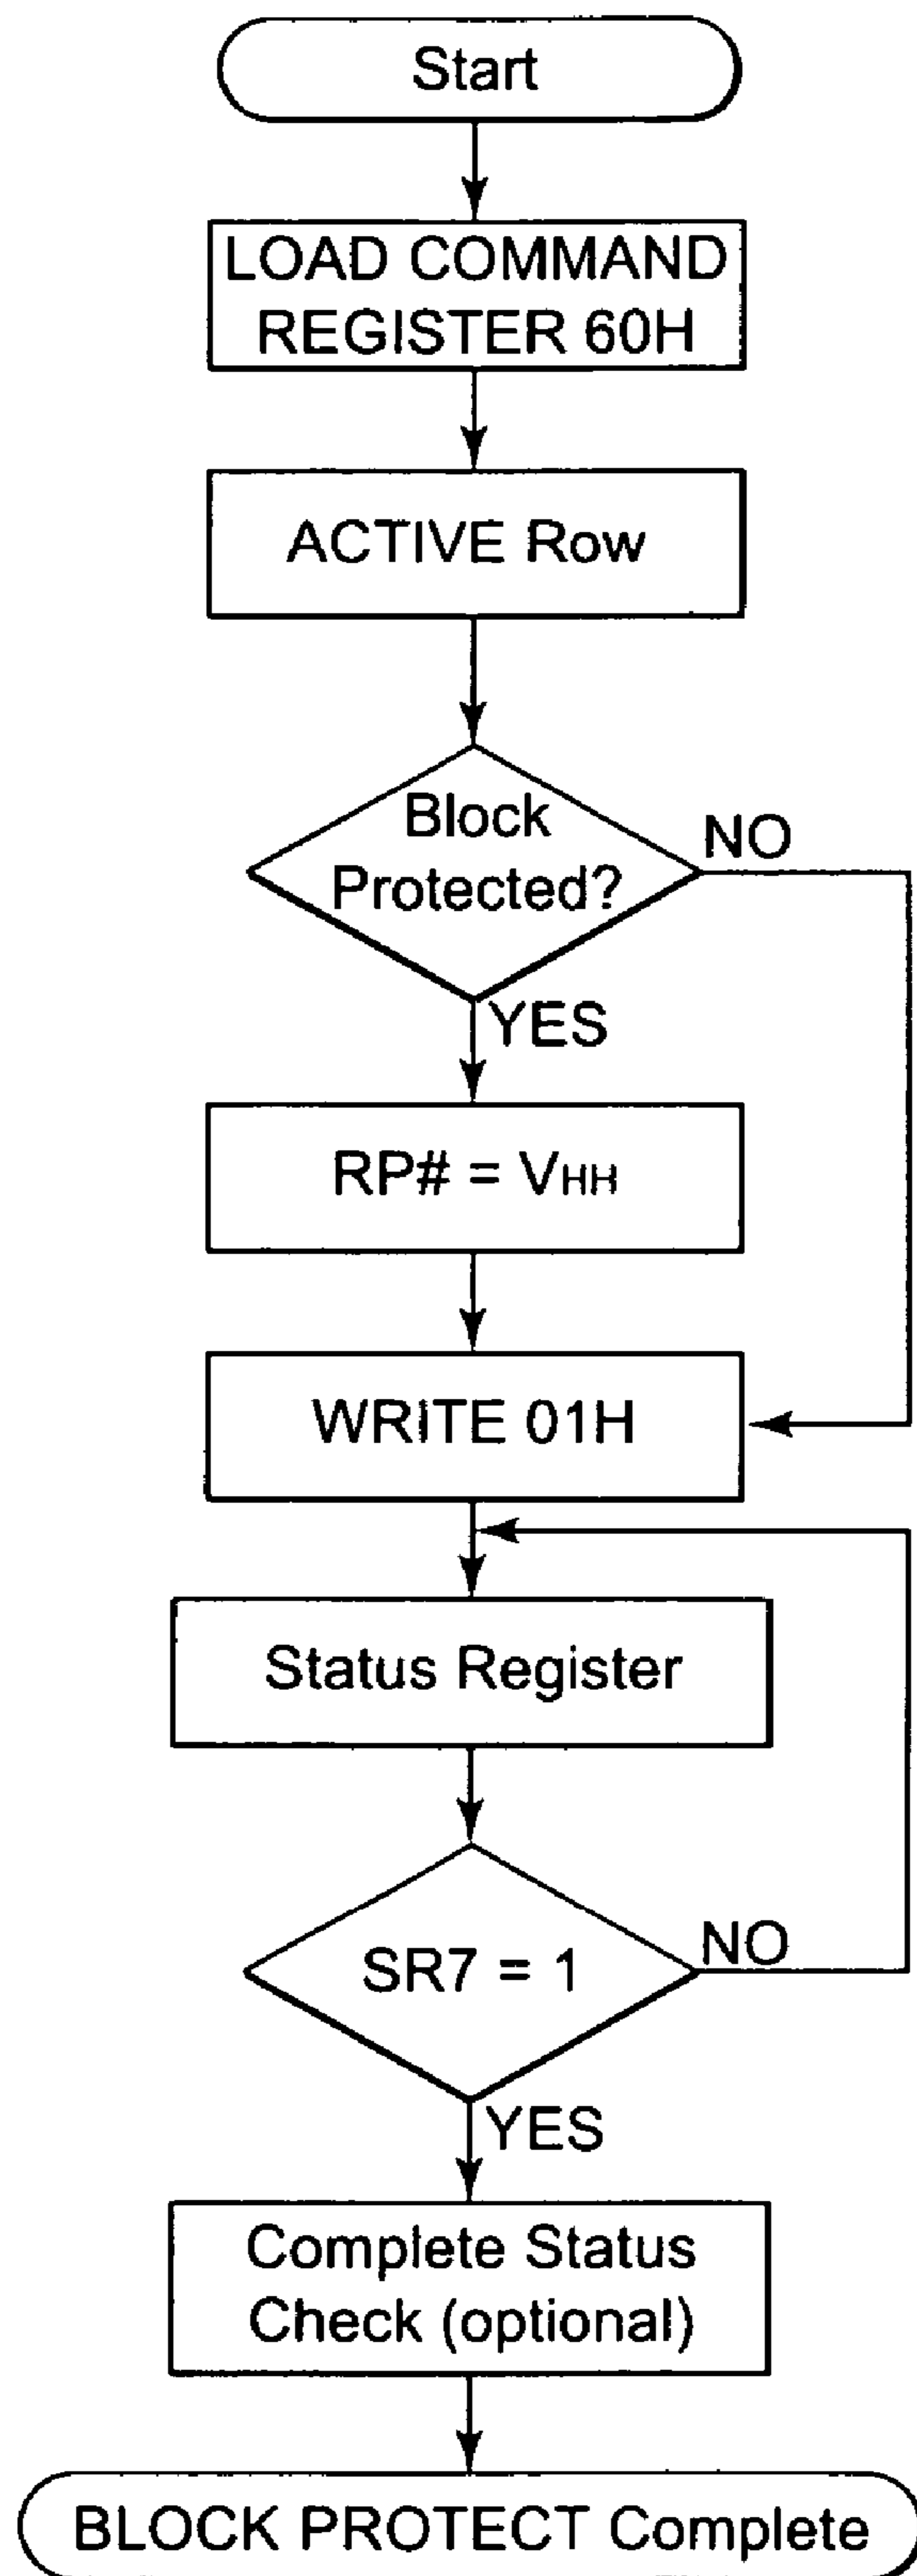 Start
LOAD COMMAND
REGISTER 60H
ACTIVE Row
Block
Protected?
NO
YES
RP# = VHH
WRITE 01H
Status Register
SR7 = 1
NO
YES
Complete Status
Check (optional)
BLOCK PROTECT Complete